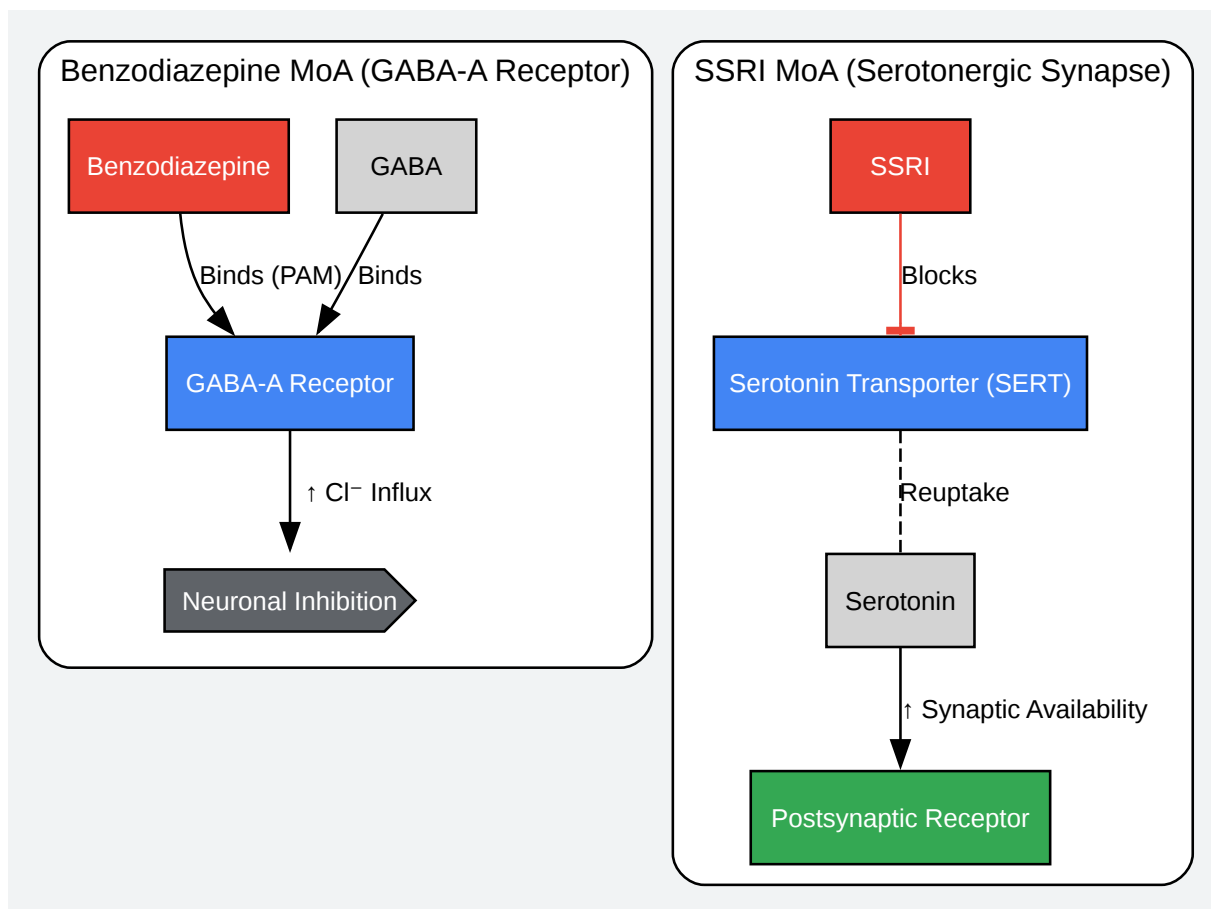 Benzodiazepine MoA (GABA-A Receptor)
Benzodiazepine
GABA
Binds (PAM)
Binds
GABA-A Receptor
↑ Cl⁻ Influx
Neuronal Inhibition
SSRI MoA (Serotonergic Synapse)
SSRI
Blocks
Serotonin Transporter (SERT)
Reuptake
Serotonin
↑ Synaptic Availability
Postsynaptic Receptor